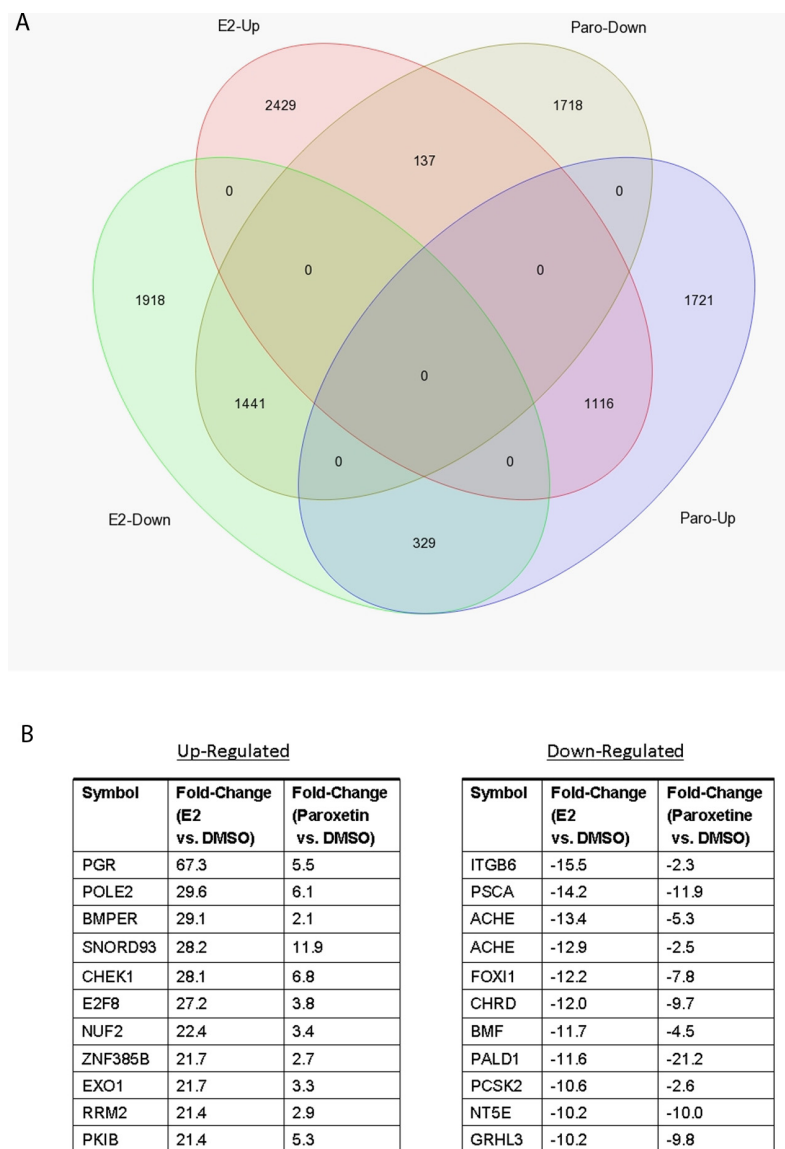 A
E2-Up
Paro-Down
2429
1718
137
0
0
0
0
1918
1721
0
1441
1116
0
0
E2-Down
Paro-Up
329
B
Up-Regulated
Symbol Fold-Change (E2 vs. DMSO) Fold-Change (Paroxetin vs. DMSO)
PGR 67.3 5.5
POLE2 29.6 6.1
BMPER 29.1 2.1
SNORD93 28.2 11.9
CHEK1 28.1 6.8
E2F8 27.2 3.8
NUF2 22.4 3.4
ZNF385B 21.7 2.7
EXO1 21.7 3.3
RRM2 21.4 2.9
PKIB 21.4 5.3
Down-Regulated
Symbol Fold-Change (E2 vs. DMSO) Fold-Change (Paroxetine vs. DMSO)
ITGB6 -15.5 -2.3
PSCA -14.2 -11.9
ACHE -13.4 -5.3
ACHE -12.9 -2.5
FOXI1 -12.2 -7.8
CHRD -12.0 -9.7
BMF -11.7 -4.5
PALD1 -11.6 -21.2
PCSK2 -10.6 -2.6
NT5E -10.2 -10.0
GRHL3 -10.2 -9.8